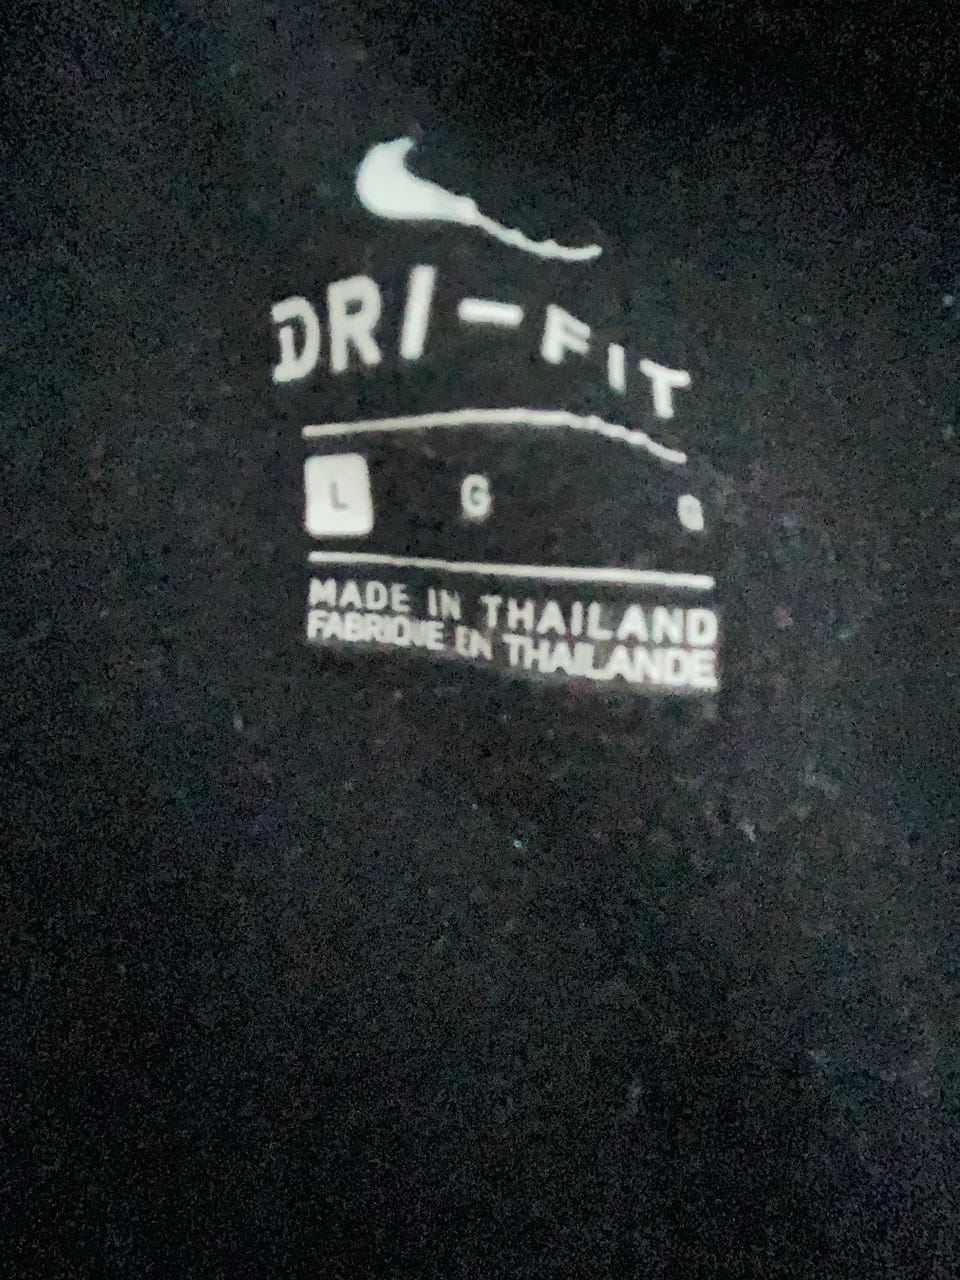 DRI-FIT
L G G
MADE IN THAILAND
FABRIQUE EN THAILANDE